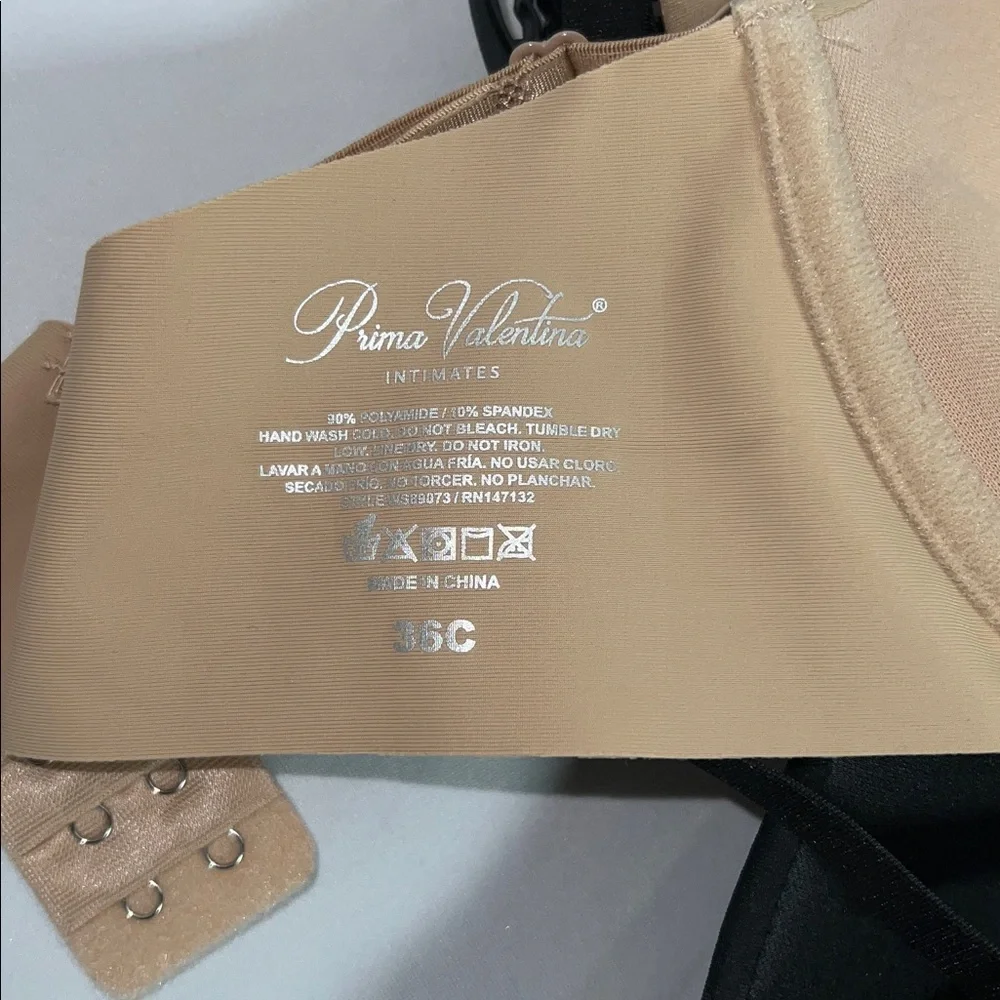 Prima Valentina®
INTIMATES
90% POLYAMIDE / 10% SPANDEX
HAND WASH COLD. DO NOT BLEACH. TUMBLE DRY
LOW. LINE DRY. DO NOT IRON.
LAVAR A MANO CON AGUA FRÍA. NO USAR CLORO.
SECADO FRÍO. NO TORCER. NO PLANCHAR.
STYLE: / RN147132
MADE IN CHINA
36C